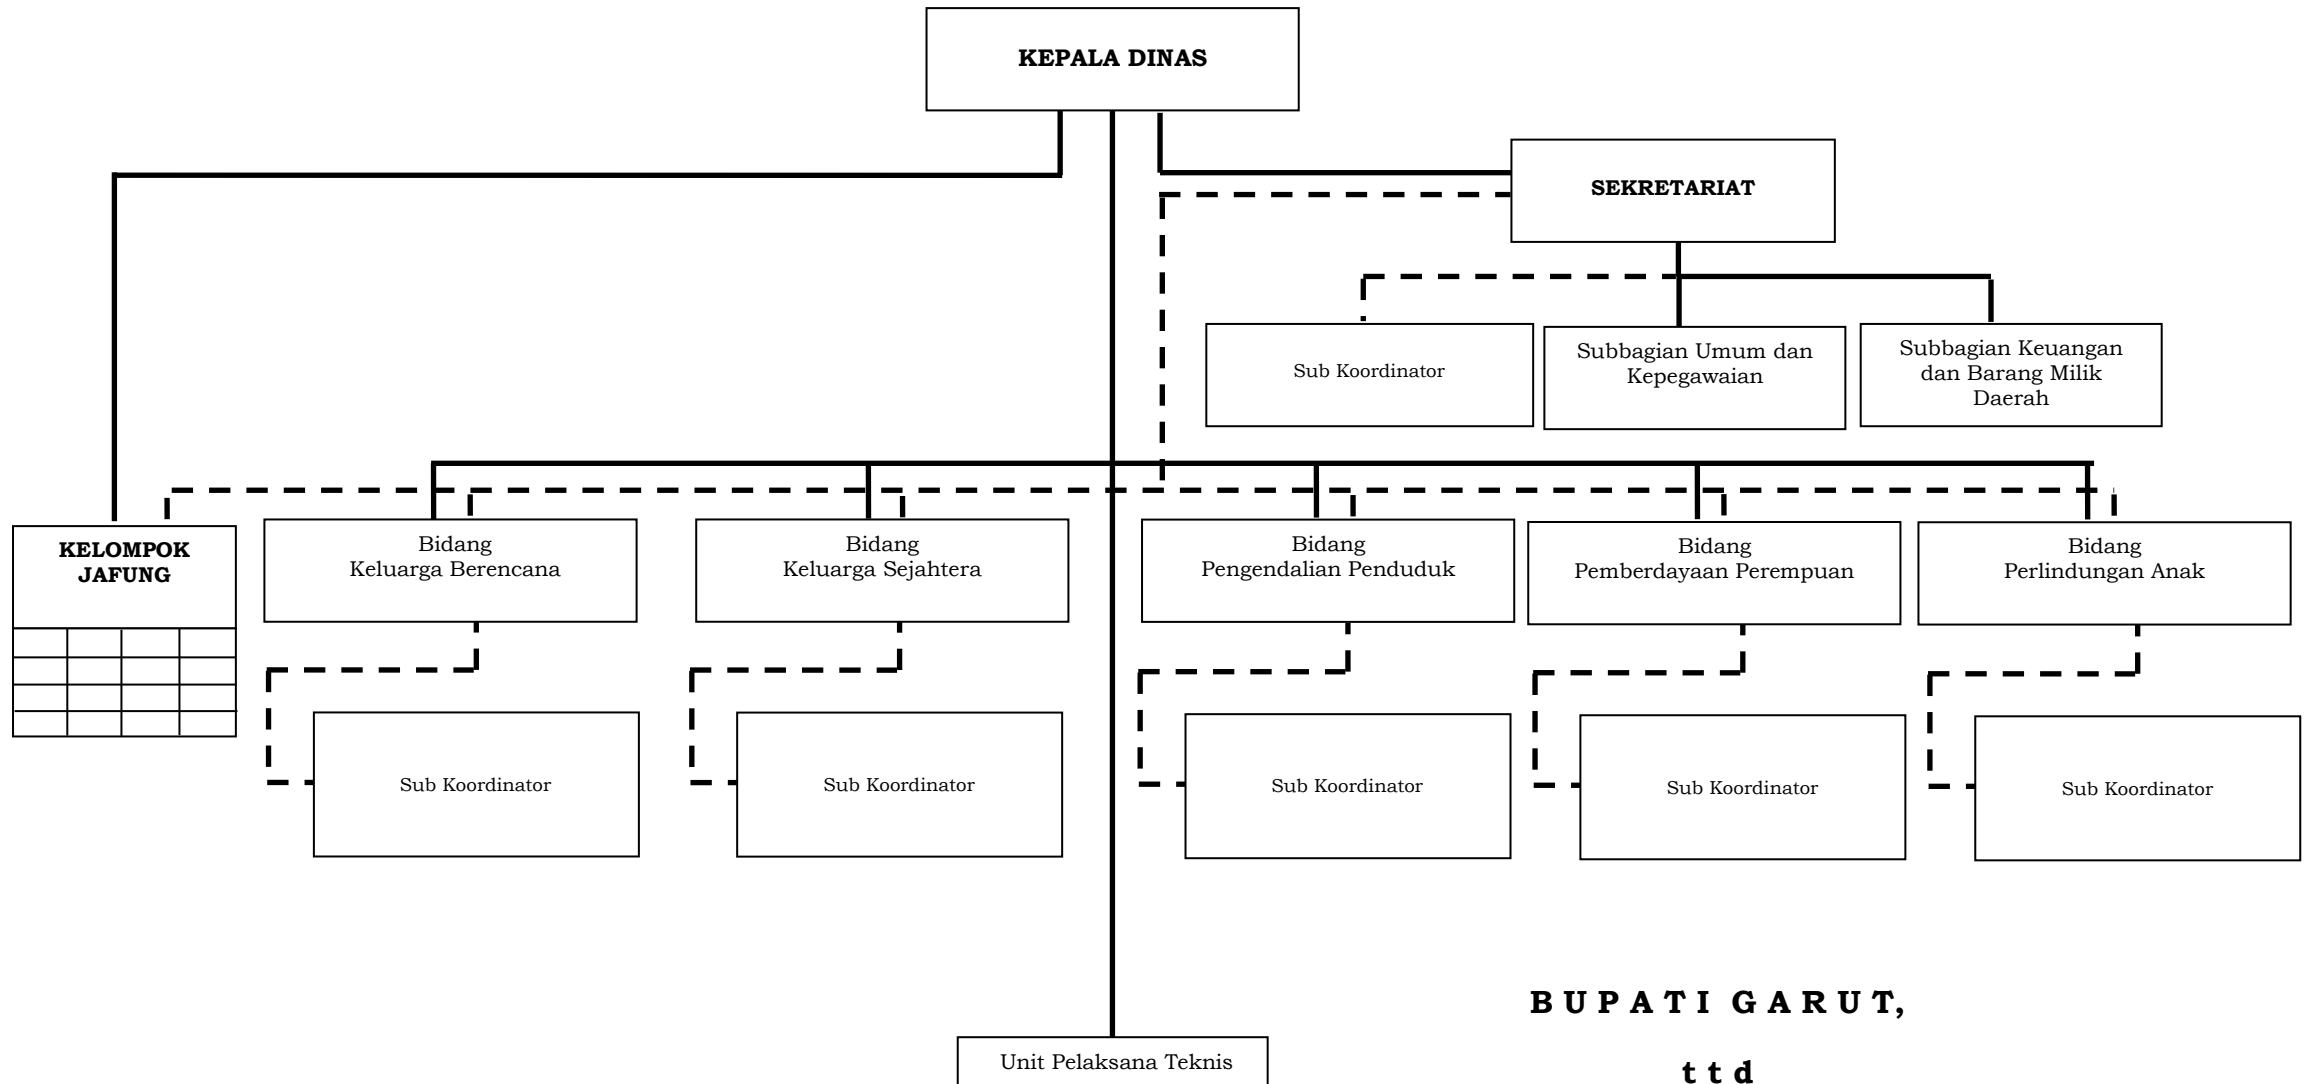 KEPALA DINAS
SEKRETARIAT
Sub Koordinator
Subbagian Umum dan
Kepegawaian
Subbagian Keuangan
dan Barang Milik
Daerah
KELOMPOK
JAFUNG
Bidang
Keluarga Berencana
Bidang
Keluarga Sejahtera
Bidang
Pengendalian Penduduk
Bidang
Pemberdayaan Perempuan
Bidang
Perlindungan Anak
Sub Koordinator
Sub Koordinator
Sub Koordinator
Sub Koordinator
Sub Koordinator
B U P A T I G A R U T,
Unit Pelaksana Teknis
t t d